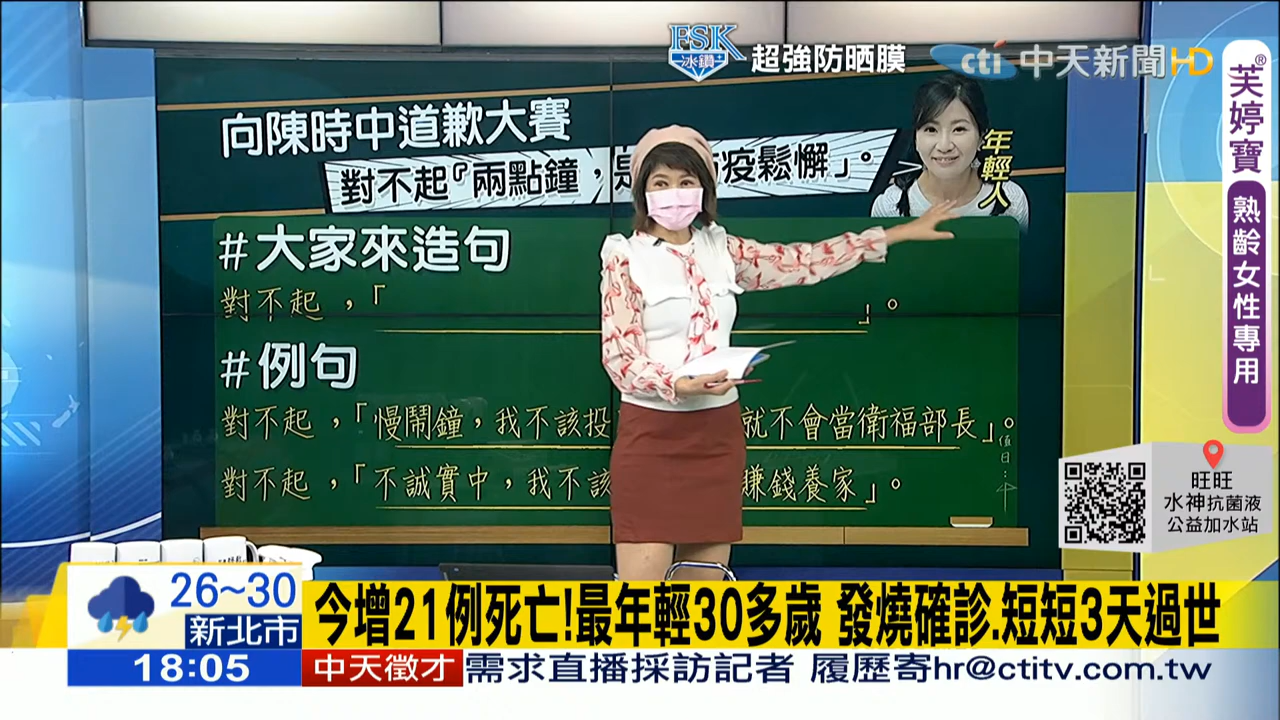 FSK
冰鑽
超強防晒膜
cti 中天新聞HD
向陳時中道歉大賽
對不起『兩點鐘，是 疫鬆懈」。
年輕人
#大家來造句
對不起，「 」。
#例句
對不起，「慢鬧鐘，我不該投 就不會當衛福部長」。
對不起，「不誠實中，我不該 賺錢養家」。
值日：
芙婷寶®
熟齡女性專用
旺旺
水神抗菌液
公益加水站
26~30
新北市
18:05
今增21例死亡!最年輕30多歲 發燒確診.短短3天過世
中天徵才 需求直播採訪記者 履歷寄hr@ctitv.com.tw